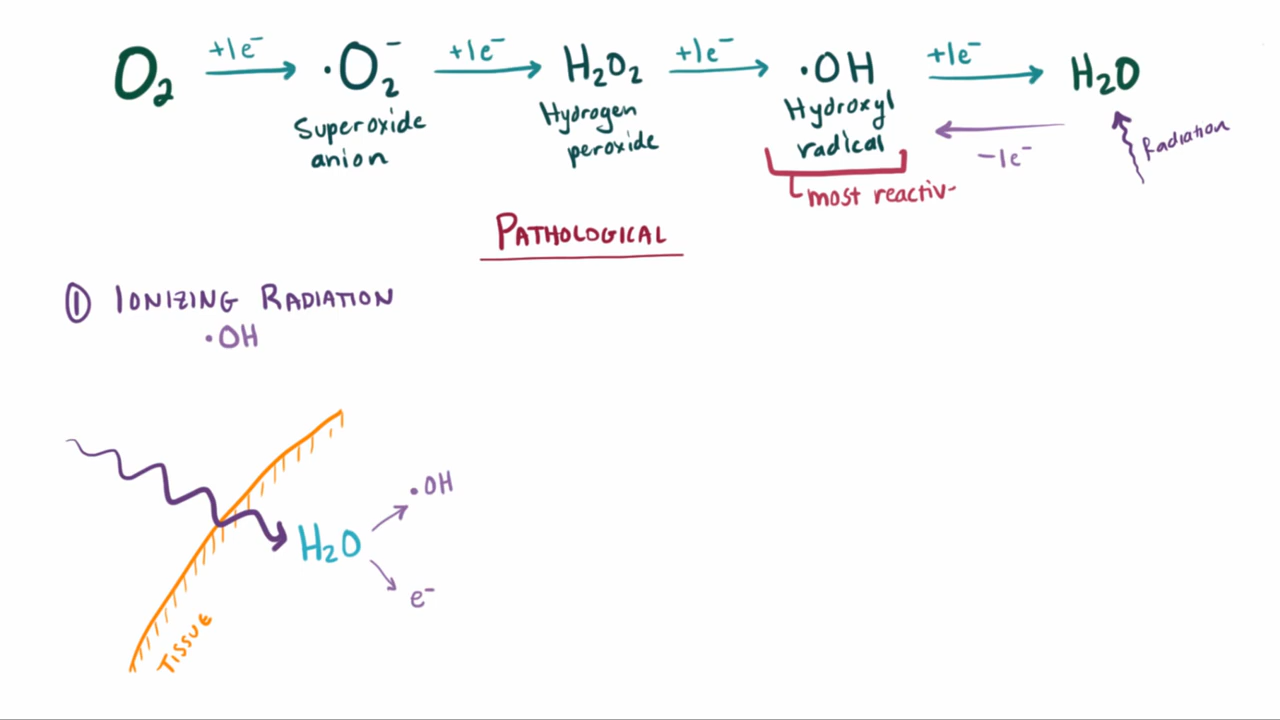 +1e⁻ +1e⁻ +1e⁻ +1e⁻
O₂ ·O₂⁻ H₂O₂ ·OH H₂O
Superoxide anion
Hydrogen peroxide
Hydroxyl radical
−1e⁻
Radiation
most reactiv
PATHOLOGICAL
① IONIZING RADIATION
·OH
·OH
H₂O
e⁻
TISSUE